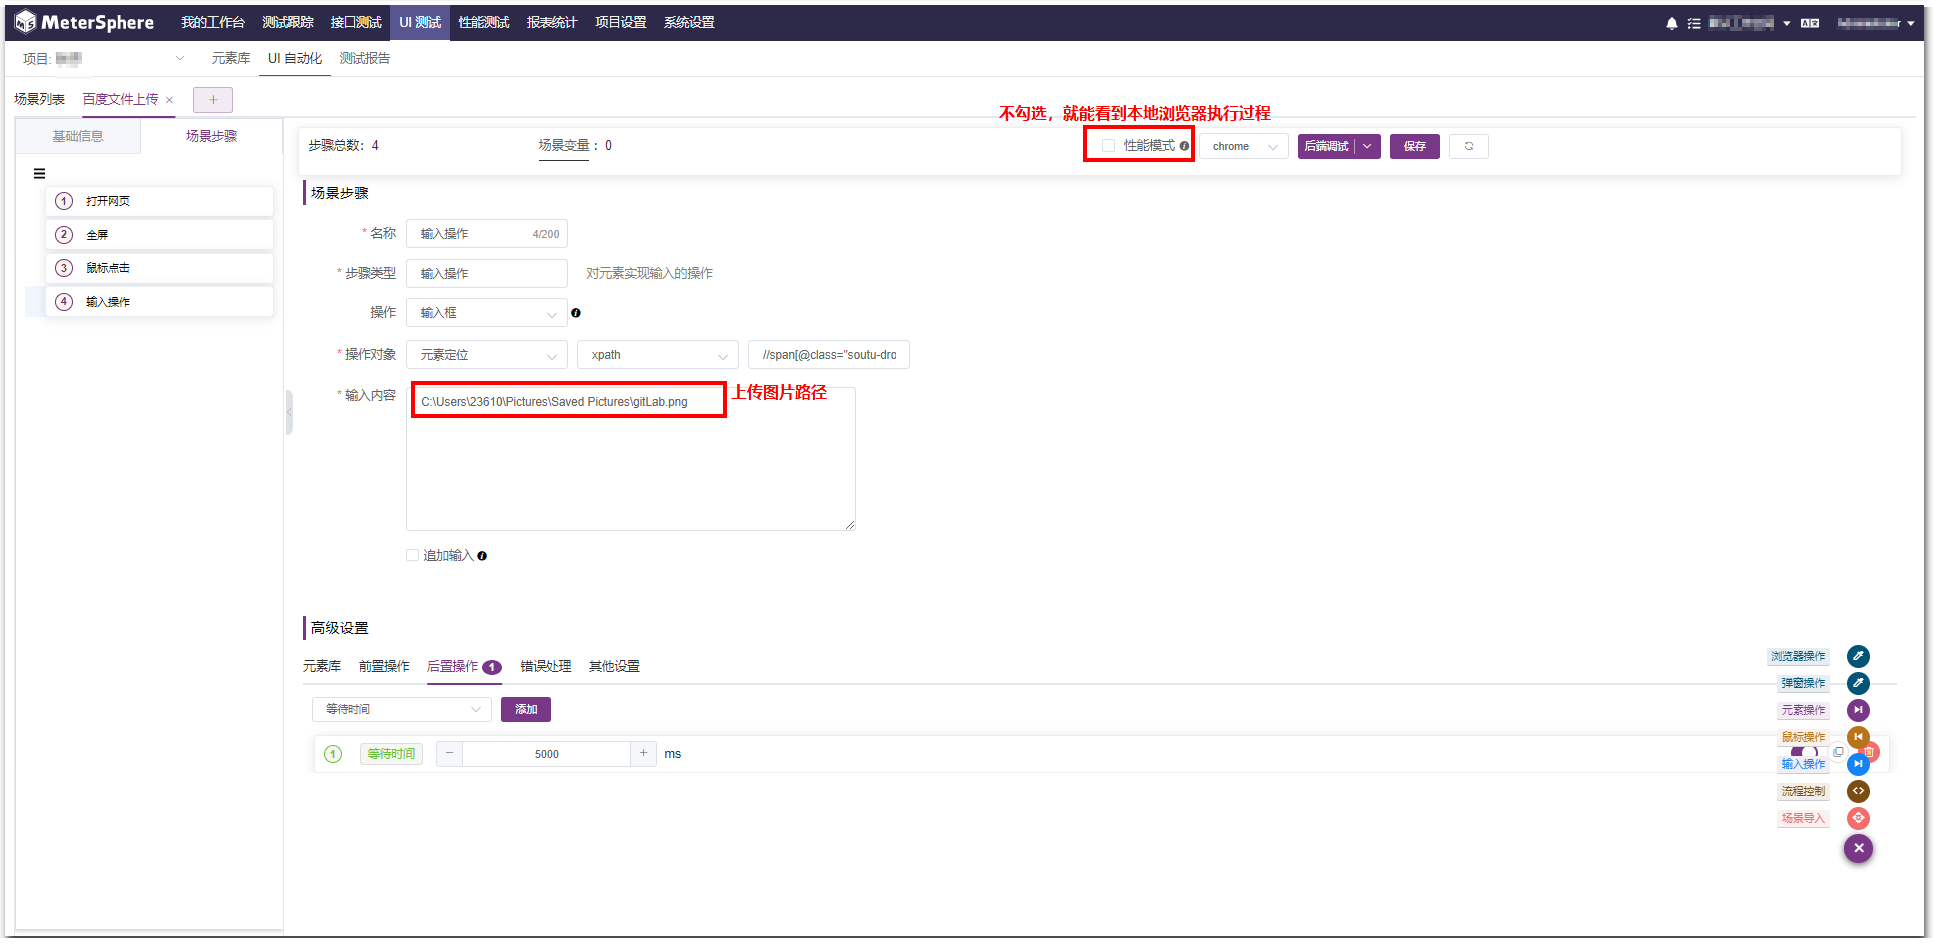 MeterSphere 我的工作台 测试跟踪 接口测试 UI 测试 性能测试 报表统计 项目设置 系统设置
项目: 元素库 UI 自动化 测试报告
场景列表 百度文件上传 × +
不勾选，就能看到本地浏览器执行过程
基础信息 场景步骤
步骤总数: 4 场景变量 : 0 性能模式 chrome 后端调试 保存
1 打开网页
2 全屏
3 鼠标点击
4 输入操作
场景步骤
* 名称 输入操作 4/200
* 步骤类型 输入操作 对元素实现输入的操作
操作 输入框
* 操作对象 元素定位 xpath //span[@class="soutu-dro
* 输入内容 C:\Users\23610\Pictures\Saved Pictures\gitLab.png 上传图片路径
追加输入
高级设置
元素库 前置操作 后置操作 1 错误处理 其他设置
等待时间 添加
1 等待时间 − 5000 + ms
浏览器操作
弹窗操作
元素操作
鼠标操作
输入操作
流程控制
场景导入